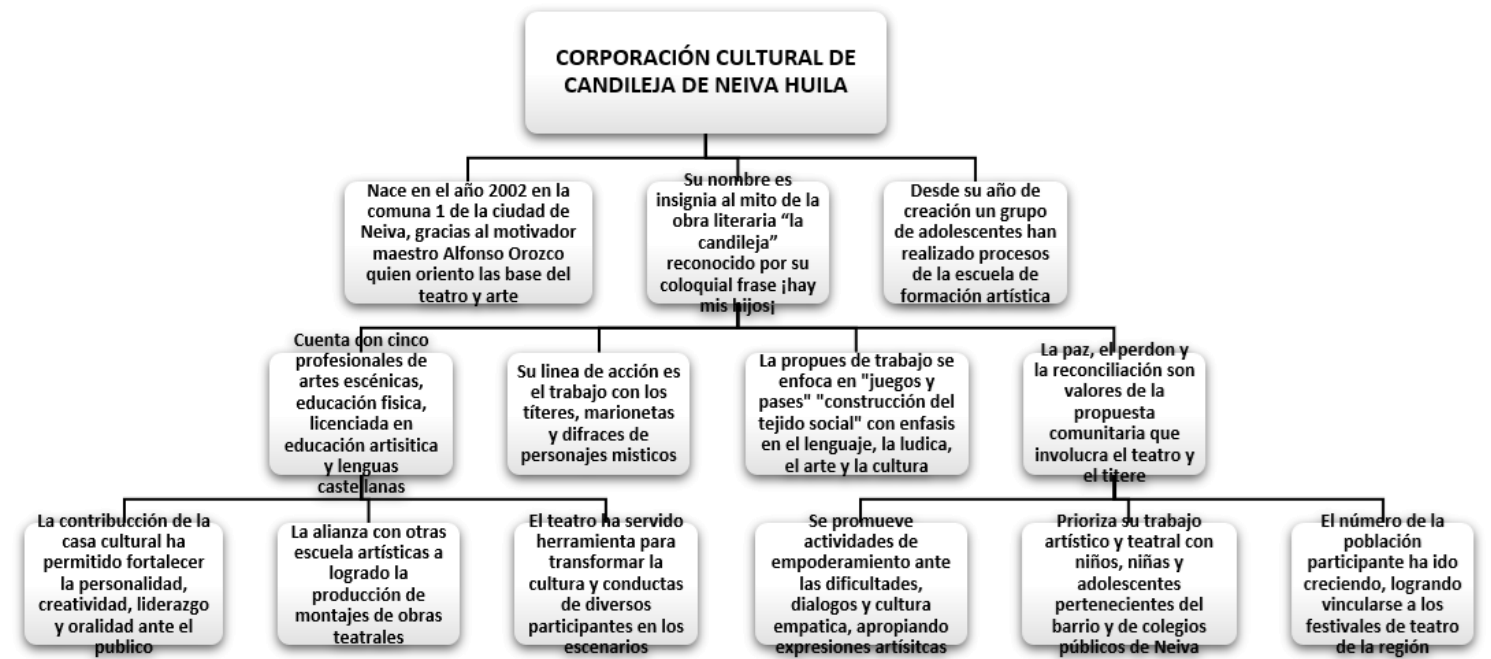 CORPORACIÓN CULTURAL DE
CANDILEJA DE NEIVA HUILA
Nace en el año 2002 en la
comuna 1 de la ciudad de
Neiva, gracias al motivador
maestro Alfonso Orozco
quien oriento las base del
teatro y arte
Su nombre es
insignia al mito de la
obra literaria “la
candileja”
reconocido por su
coloquial frase ¡hay
mis hijos¡
Desde su año de
creación un grupo
de adolescentes han
realizado procesos
de la escuela de
formación artística
Cuenta con cinco
profesionales de
artes escénicas,
educación fisica,
licenciada en
educación artisitica
y lenguas
castellanas
Su linea de acción es
el trabajo con los
títeres, marionetas
y difraces de
personajes misticos
La propues de trabajo se
enfoca en "juegos y
pases" "construcción del
tejido social" con enfasis
en el lenguaje, la ludica,
el arte y la cultura
La paz, el perdon y
la reconciliación son
valores de la
propuesta
comunitaria que
involucra el teatro y
el titere
La contribucción de la
casa cultural ha
permitido fortalecer
la personalidad,
creatividad, liderazgo
y oralidad ante el
publico
La alianza con otras
escuela artísticas a
logrado la
producción de
montajes de obras
teatrales
El teatro ha servido
herramienta para
transformar la
cultura y conductas
de diversos
participantes en los
escenarios
Se promueve
actividades de
empoderamiento ante
las dificultades,
dialogos y cultura
empatica, apropiando
expresiones artísitcas
Prioriza su trabajo
artístico y teatral con
niños, niñas y
adolescentes
pertenecientes del
barrio y de colegios
públicos de Neiva
El número de la
población
participante ha ido
creciendo, logrando
vincularse a los
festivales de teatro
de la región